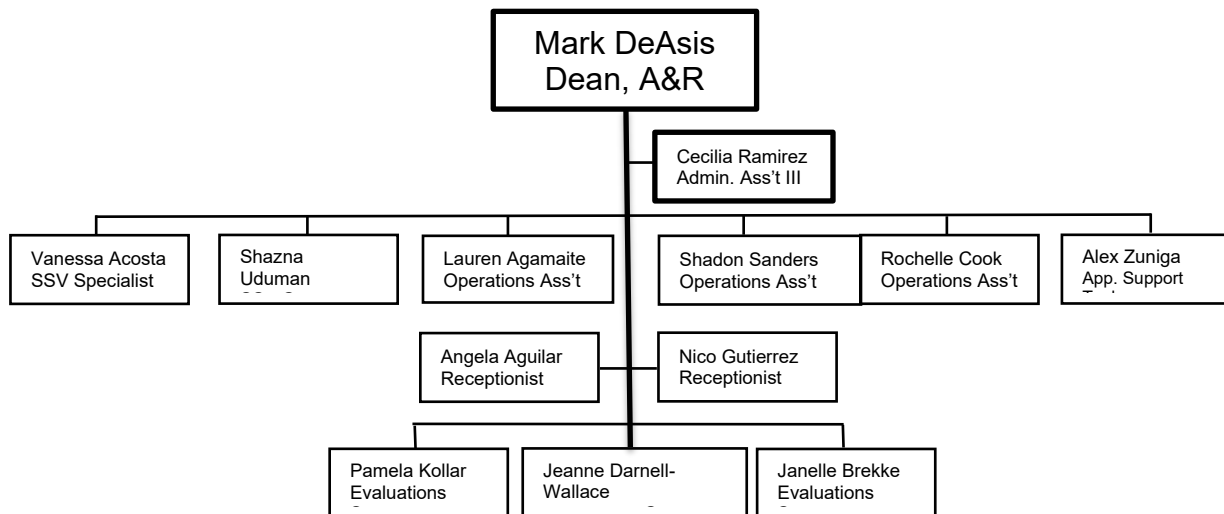 Mark DeAsis
Dean, A&R
Cecilia Ramirez
Admin. Ass't III
Vanessa Acosta
SSV Specialist
Shazna
Uduman
Lauren Agamaite
Operations Ass't
Shadon Sanders
Operations Ass't
Rochelle Cook
Operations Ass't
Alex Zuniga
App. Support
Angela Aguilar
Receptionist
Nico Gutierrez
Receptionist
Pamela Kollar
Evaluations
Jeanne Darnell-
Wallace
Janelle Brekke
Evaluations